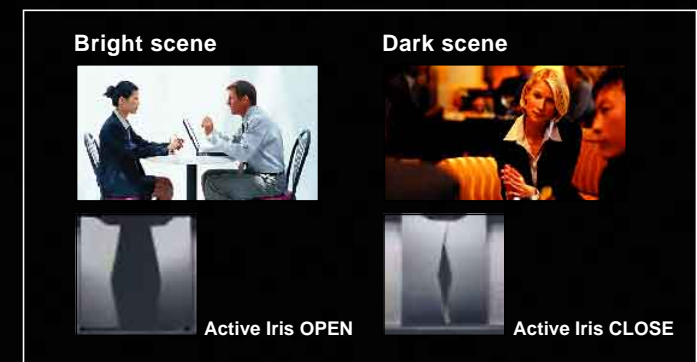 Bright scene
Dark scene
Active Iris OPEN
Active Iris CLOSE